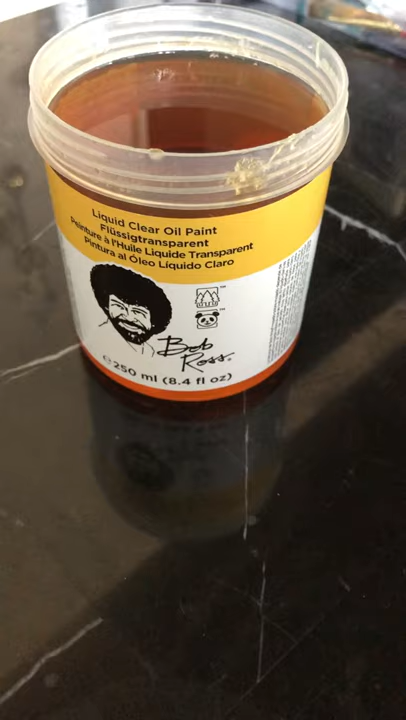 Liquid Clear Oil Paint
Flüssigtransparent
Peinture à l'Huile Liquide Transparent
Pintura al Óleo Líquido Claro
Bob
Ross®
℮250 ml (8.4 fl oz)